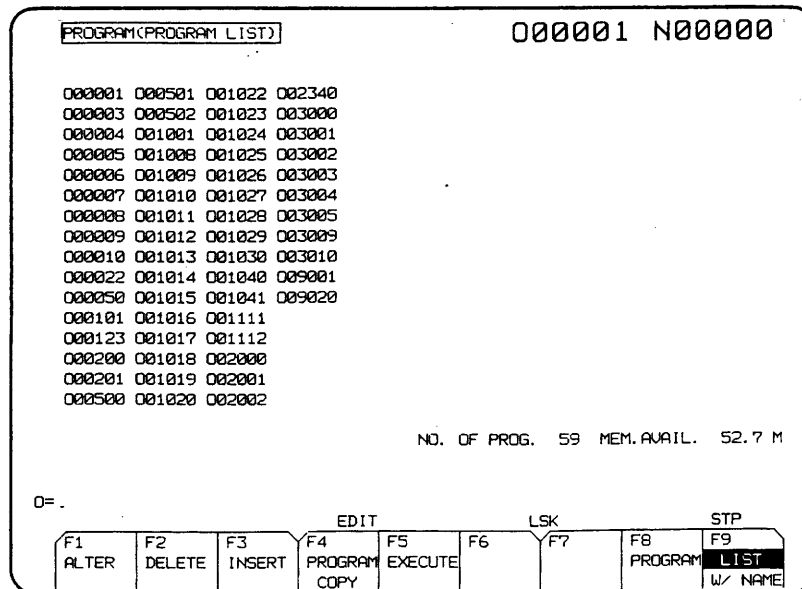 PROGRAM(PROGRAM LIST) O00001 N00000
O00001 O00501 O01022 O02340
O00003 O00502 O01023 O03000
O00004 O01001 O01024 O03001
O00005 O01008 O01025 O03002
O00006 O01009 O01026 O03003
O00007 O01010 O01027 O03004
O00008 O01011 O01028 O03005
O00009 O01012 O01029 O03009
O00010 O01013 O01030 O03010
O00022 O01014 O01040 O09001
O00050 O01015 O01041 O09020
O00101 O01016 O01111
O00123 O01017 O01112
O00200 O01018 O02000
O00201 O01019 O02001
O00500 O01020 O02002
NO. OF PROG. 59 MEM.AVAIL. 52.7 M
O=.
EDIT LSK STP
F1 F2 F3 F4 F5 F6 F7 F8 F9
ALTER DELETE INSERT PROGRAM EXECUTE PROGRAM LIST
COPY W/ NAME